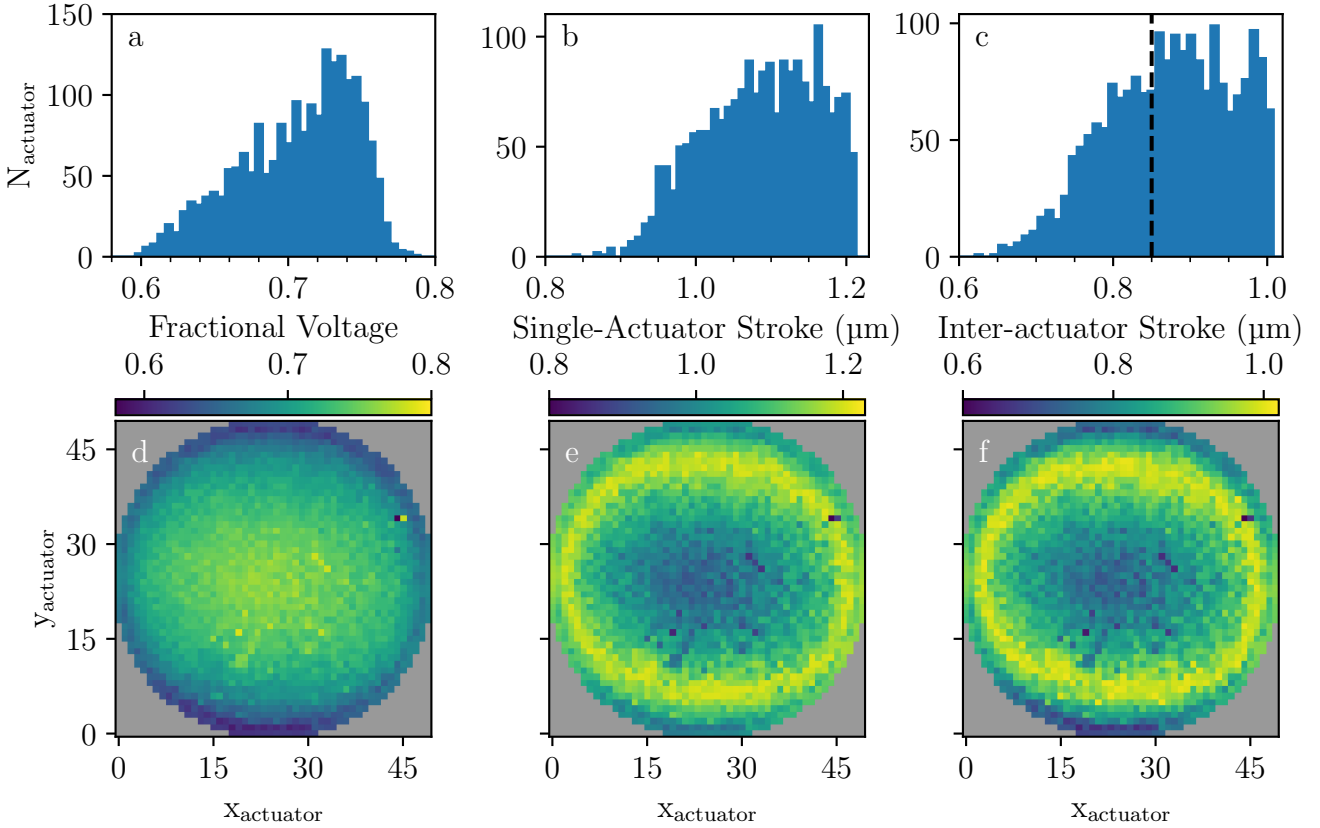 150
100
50
0
N_actuator
a
0.6 0.7 0.8
Fractional Voltage
100
50
0
b
0.8 1.0 1.2
Single-Actuator Stroke (µm)
100
50
0
c
0.6 0.8 1.0
Inter-actuator Stroke (µm)
0.6 0.7 0.8
0.8 1.0 1.2
0.6 0.8 1.0
d
e
f
45
30
15
0
y_actuator
0 15 30 45
0 15 30 45
0 15 30 45
x_actuator
x_actuator
x_actuator